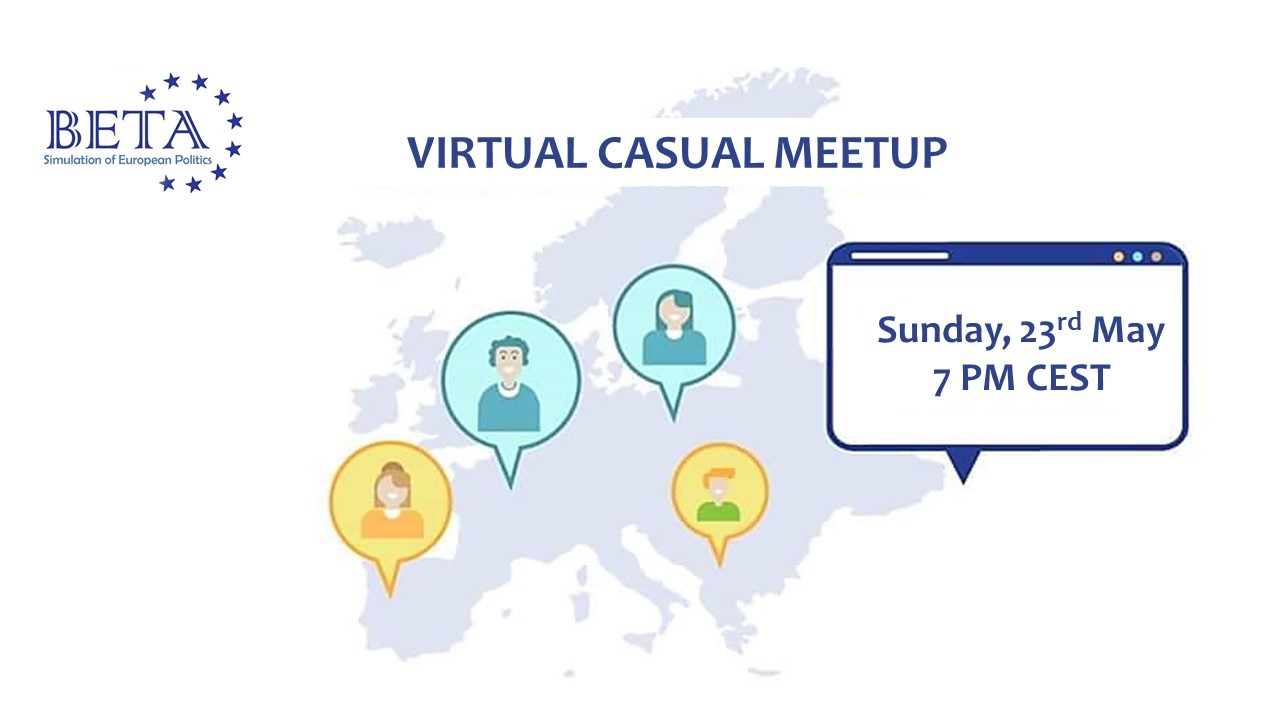 BETA
Simulation of European Politics
VIRTUAL CASUAL MEETUP
Sunday, 23rd May
7 PM CEST